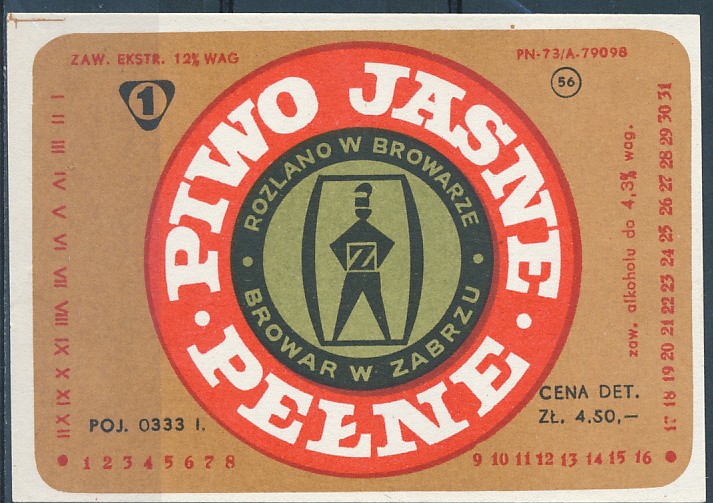 ZAW. EKSTR. 12% WAG
PN-73/A-79098
1
56
PIWO JASNE
• PEŁNE •
ROZLANO W BROWARZE
• BROWAR W ZABRZU •
Z
I II III IV V VI VII VIII IX X XI XII
zaw. alkoholu do 4,3% wag.
POJ. 0333 l.
CENA DET.
ZŁ. 4.50,—
• 1 2 3 4 5 6 7 8
9 10 11 12 13 14 15 16 •
17 18 19 20 21 22 23 24 25 26 27 28 29 30 31